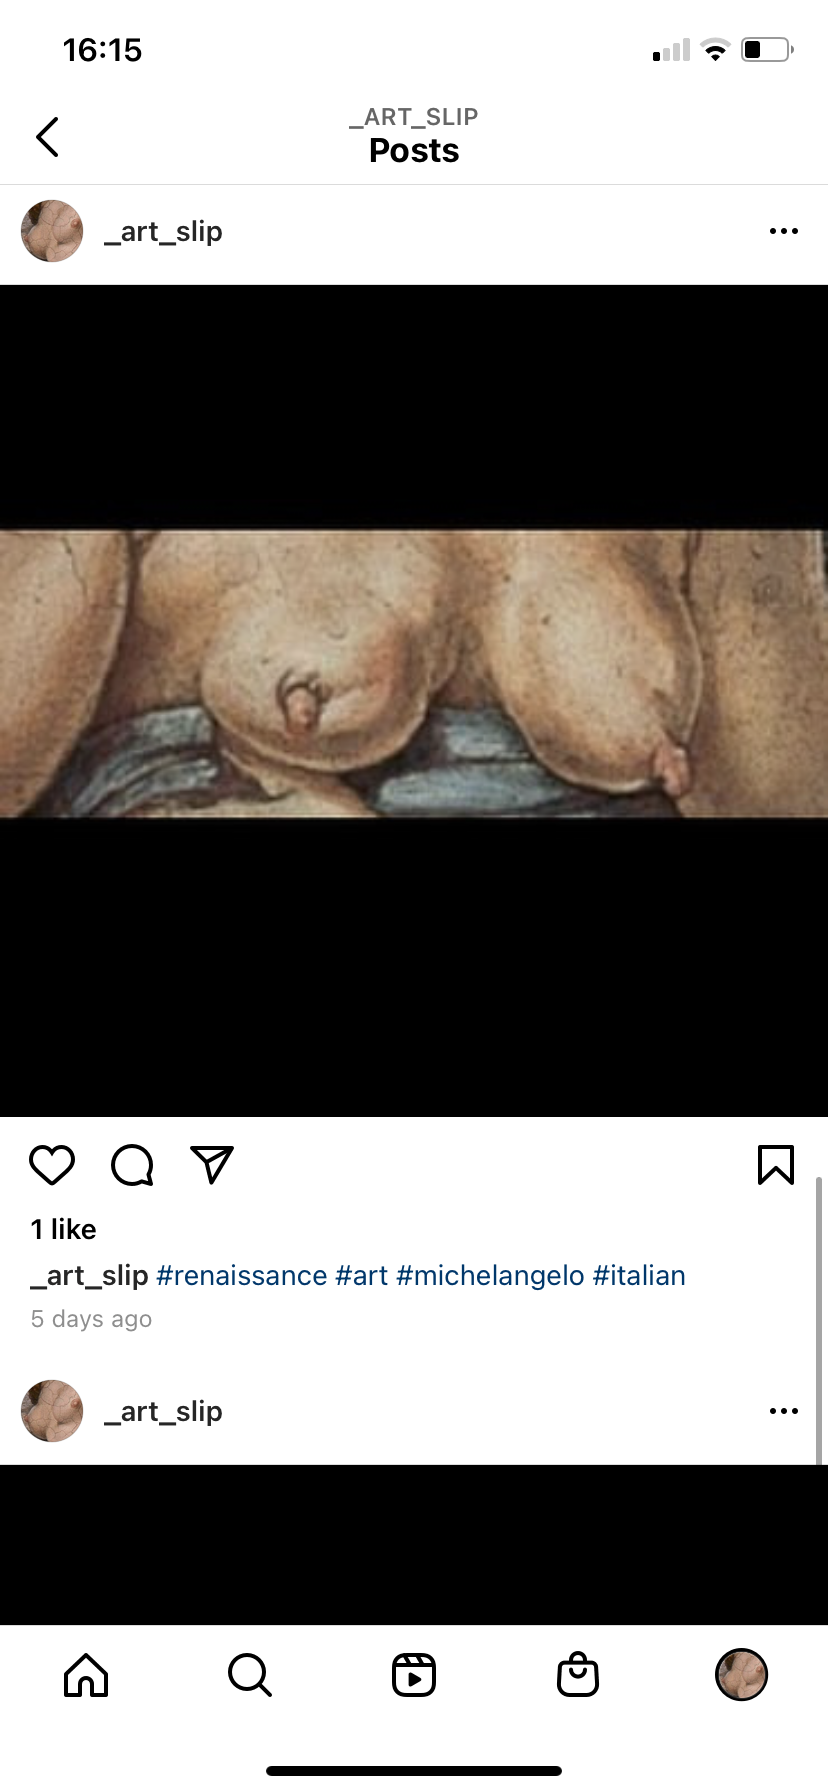 16:15
_ART_SLIP
Posts
_art_slip
1 like
_art_slip #renaissance #art #michelangelo #italian
5 days ago
_art_slip